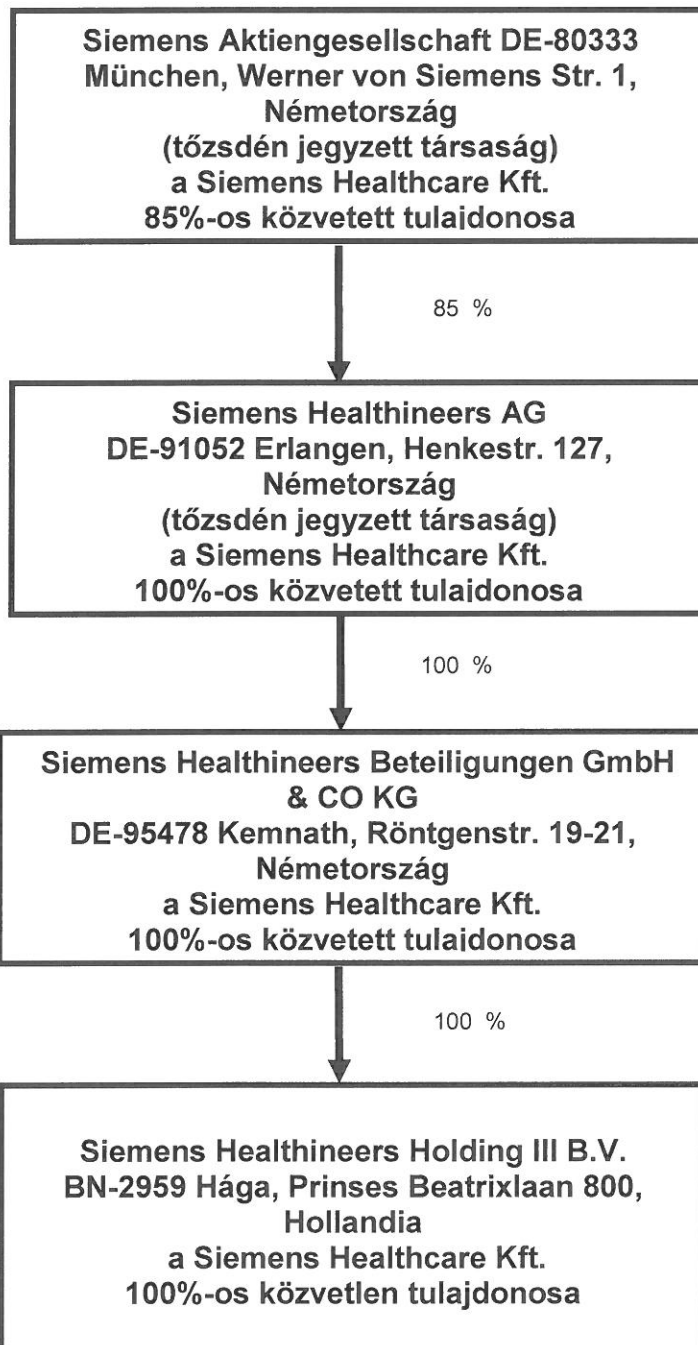 Siemens Aktiengesellschaft DE-80333
München, Werner von Siemens Str. 1,
Németország
(tőzsdén jegyzett társaság)
a Siemens Healthcare Kft.
85%-os közvetett tulajdonosa
85 %
Siemens Healthineers AG
DE-91052 Erlangen, Henkestr. 127,
Németország
(tőzsdén jegyzett társaság)
a Siemens Healthcare Kft.
100%-os közvetett tulajdonosa
100 %
Siemens Healthineers Beteiligungen GmbH
& CO KG
DE-95478 Kemnath, Röntgenstr. 19-21,
Németország
a Siemens Healthcare Kft.
100%-os közvetett tulajdonosa
100 %
Siemens Healthineers Holding III B.V.
BN-2959 Hága, Prinses Beatrixlaan 800,
Hollandia
a Siemens Healthcare Kft.
100%-os közvetlen tulajdonosa